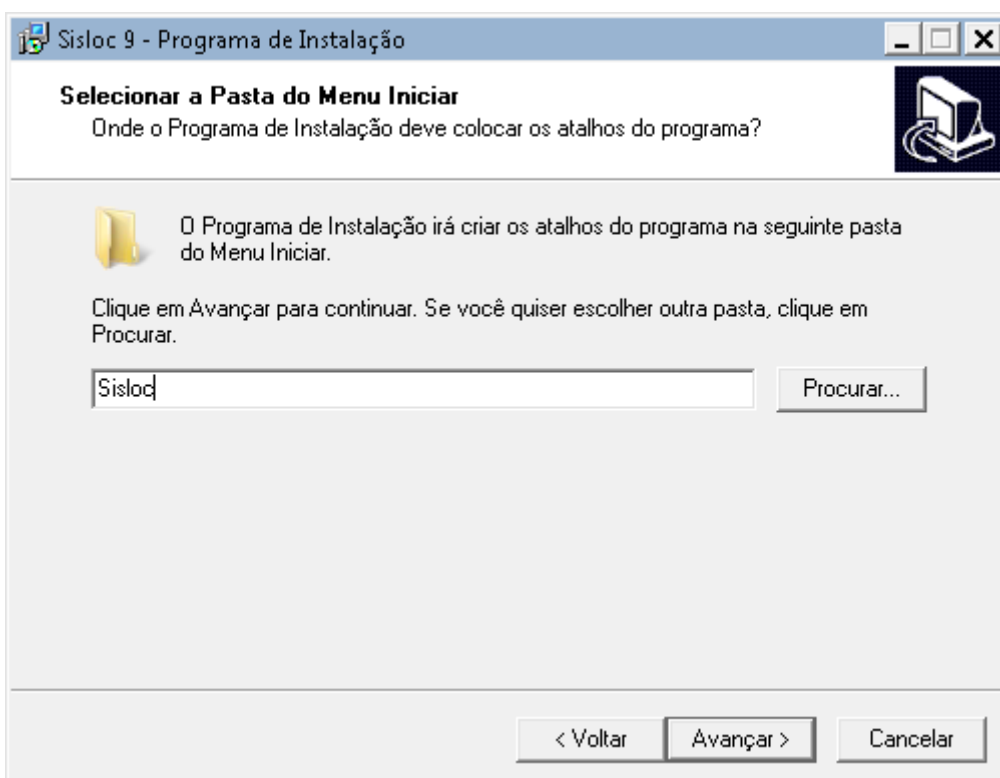 Sisloc 9 - Programa de Instalação
Selecionar a Pasta do Menu Iniciar
Onde o Programa de Instalação deve colocar os atalhos do programa?
O Programa de Instalação irá criar os atalhos do programa na seguinte pasta
do Menu Iniciar.
Clique em Avançar para continuar. Se você quiser escolher outra pasta, clique em
Procurar.
Sisloc
Procurar...
< Voltar
Avançar >
Cancelar